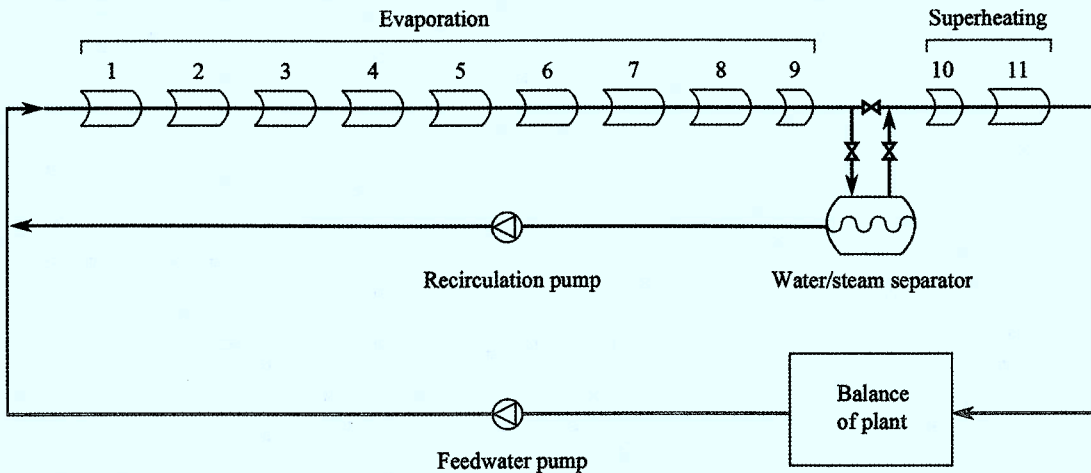 Evaporation
Superheating
1 2 3 4 5 6 7 8 9 10 11
Recirculation pump
Water/steam separator
Balance
of plant
Feedwater pump